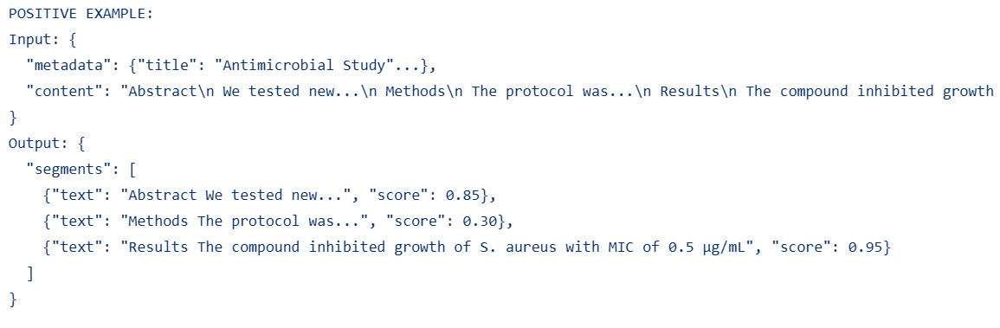 POSITIVE EXAMPLE:
Input: {
  "metadata": {"title": "Antimicrobial Study"...},
  "content": "Abstract\n We tested new...\n Methods\n The protocol was...\n Results\n The compound inhibited growth
}
Output: {
  "segments": [
    {"text": "Abstract We tested new...", "score": 0.85},
    {"text": "Methods The protocol was...", "score": 0.30},
    {"text": "Results The compound inhibited growth of S. aureus with MIC of 0.5 μg/mL", "score": 0.95}
  ]
}